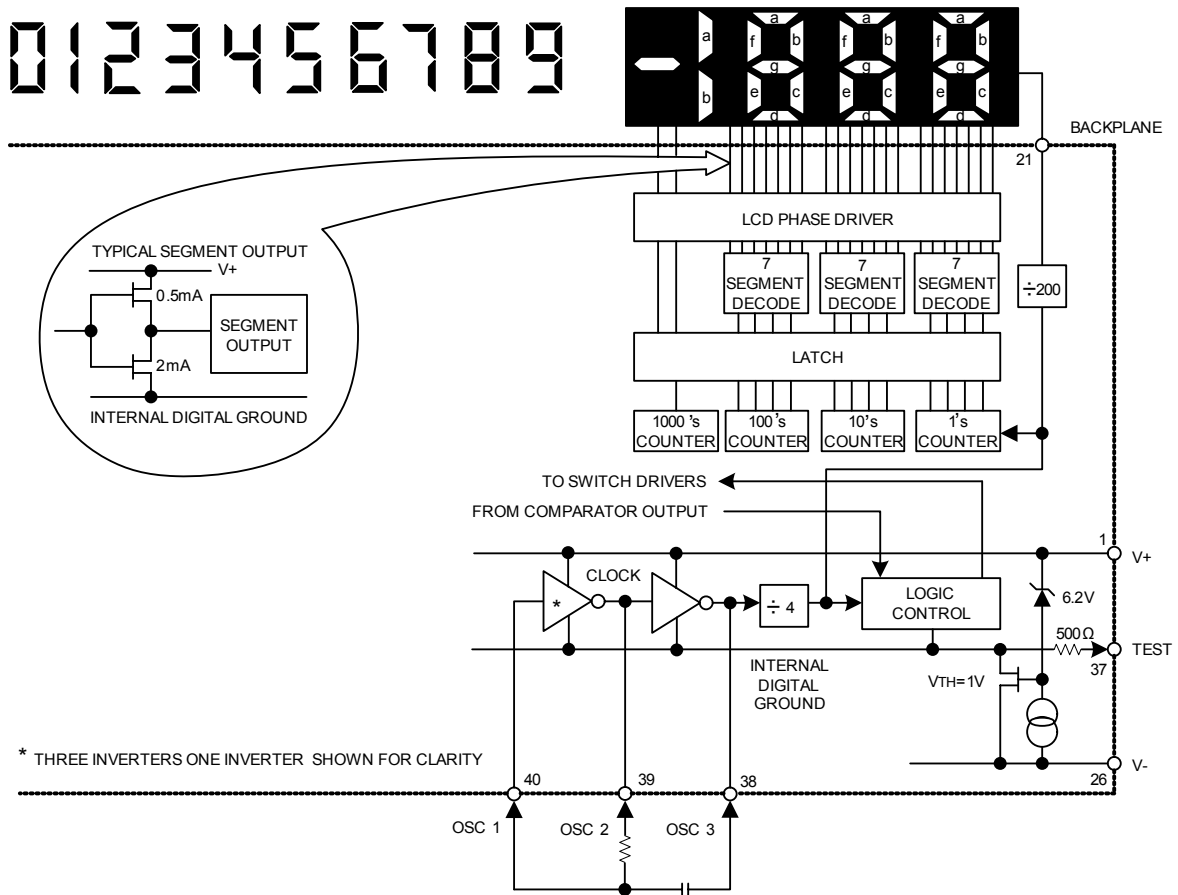 0123456789
a a a a
f b f b f b
g g g
b e c e c e c
d d d
BACKPLANE
21
LCD PHASE DRIVER
TYPICAL SEGMENT OUTPUT
V+
0.5mA
SEGMENT
OUTPUT
2mA
INTERNAL DIGITAL GROUND
7
SEGMENT
DECODE
7
SEGMENT
DECODE
7
SEGMENT
DECODE
÷200
LATCH
1000's
COUNTER
100's
COUNTER
10's
COUNTER
1's
COUNTER
TO SWITCH DRIVERS
FROM COMPARATOR OUTPUT
1
V+
CLOCK
*
÷ 4
LOGIC
CONTROL
6.2V
500Ω
TEST
37
INTERNAL
DIGITAL
GROUND
VTH=1V
* THREE INVERTERS ONE INVERTER SHOWN FOR CLARITY
V-
26
40
39
38
OSC 1
OSC 2
OSC 3